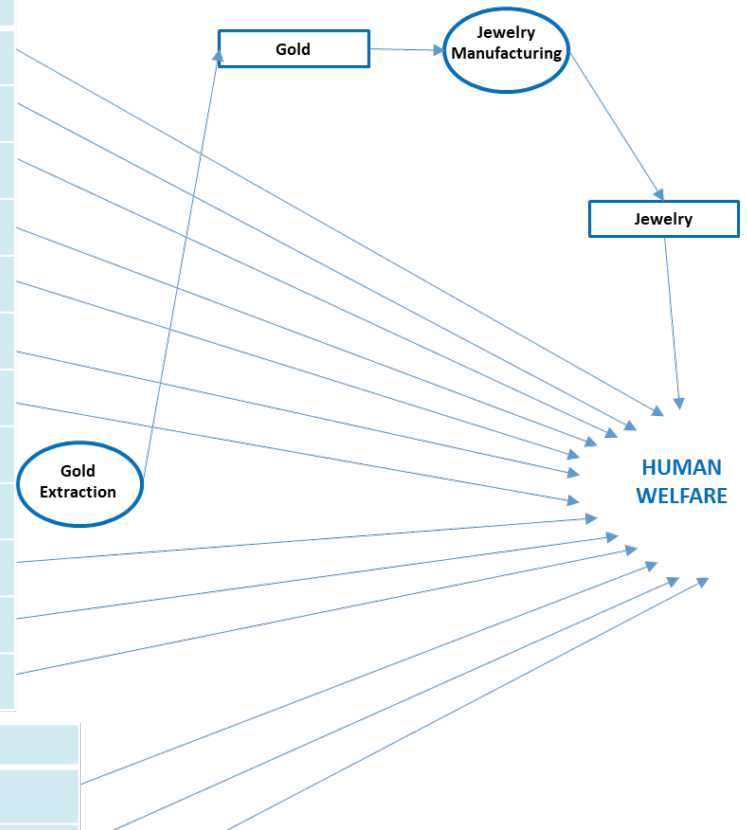 Gold
Jewelry
Manufacturing
Jewelry
Gold
Extraction
HUMAN
WELFARE